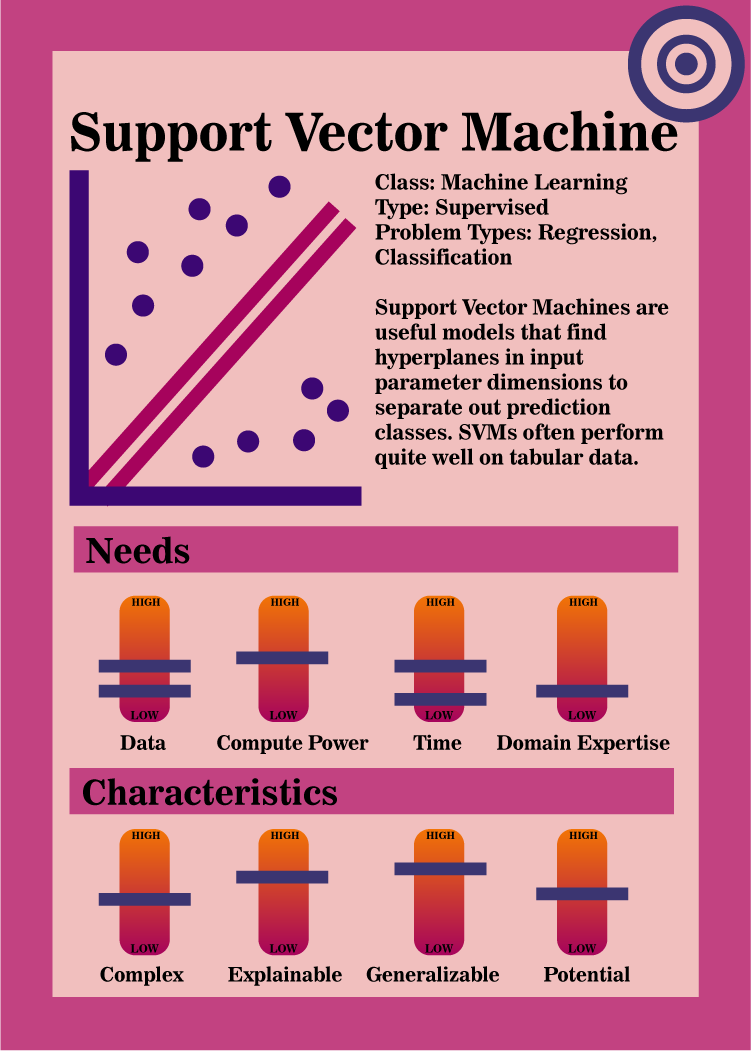 Support Vector Machine
Class: Machine Learning
Type: Supervised
Problem Types: Regression,
Classification
Support Vector Machines are
useful models that find
hyperplanes in input
parameter dimensions to
separate out prediction
classes. SVMs often perform
quite well on tabular data.
Needs
HIGH HIGH HIGH HIGH
LOW LOW LOW LOW
Data Compute Power Time Domain Expertise
Characteristics
HIGH HIGH HIGH HIGH
LOW LOW LOW LOW
Complex Explainable Generalizable Potential